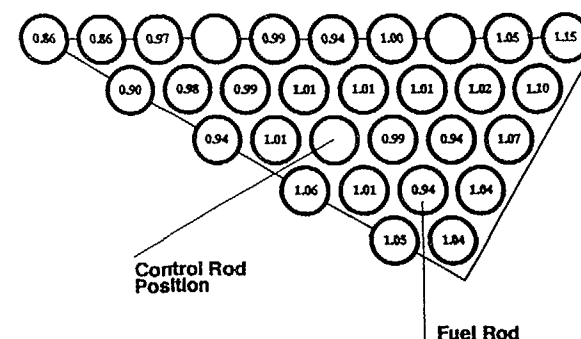 0.86 0.86 0.97 0.99 0.94 1.00 1.05 1.15
0.90 0.98 0.99 1.01 1.01 1.01 1.02 1.10
0.94 1.01 0.99 0.94 1.07
1.06 1.01 0.94 1.04
1.05 1.04
Control Rod
Position
Fuel Rod